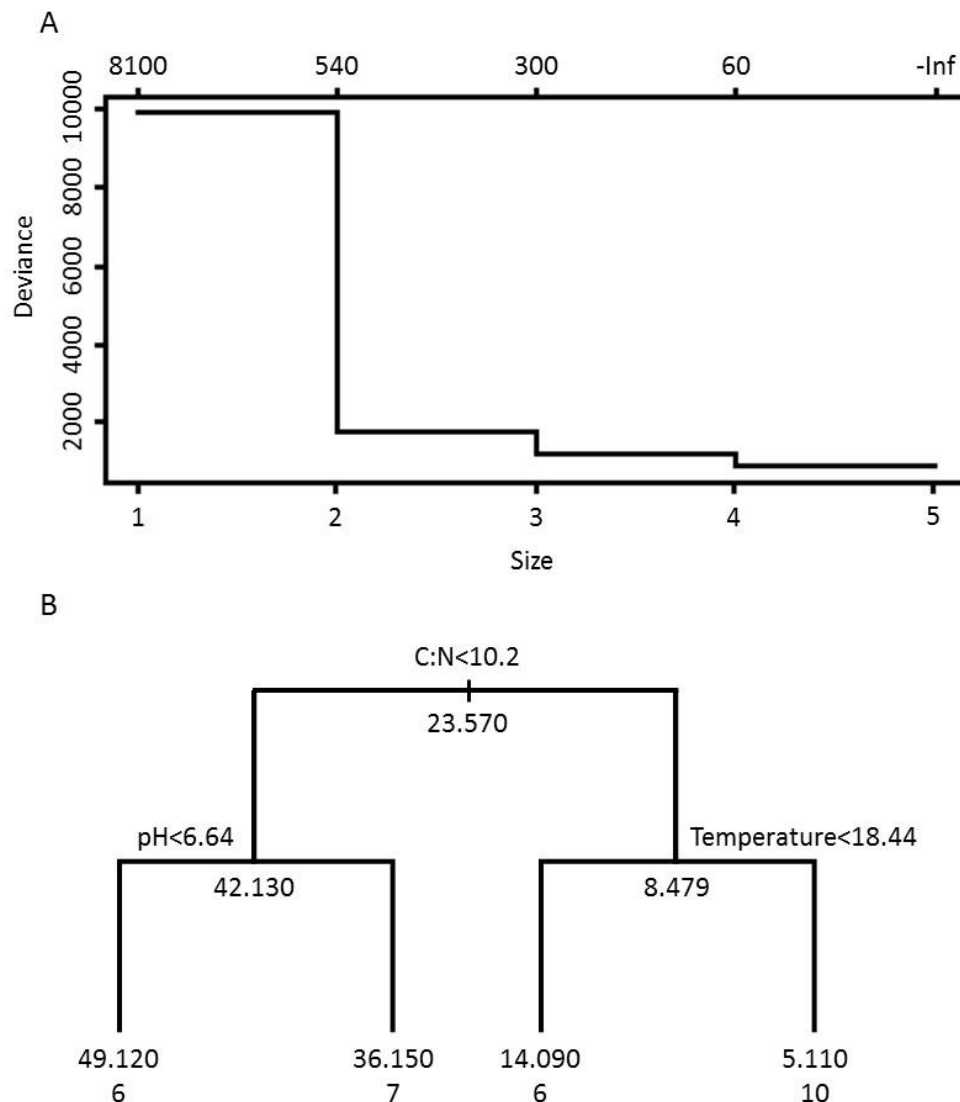 A
8100 540 300 60 -Inf
10000
8000
6000
4000
2000
Deviance
1 2 3 4 5
Size
B
C:N<10.2
23.570
pH<6.64 Temperature<18.44
42.130 8.479
49.120 36.150 14.090 5.110
6 7 6 10